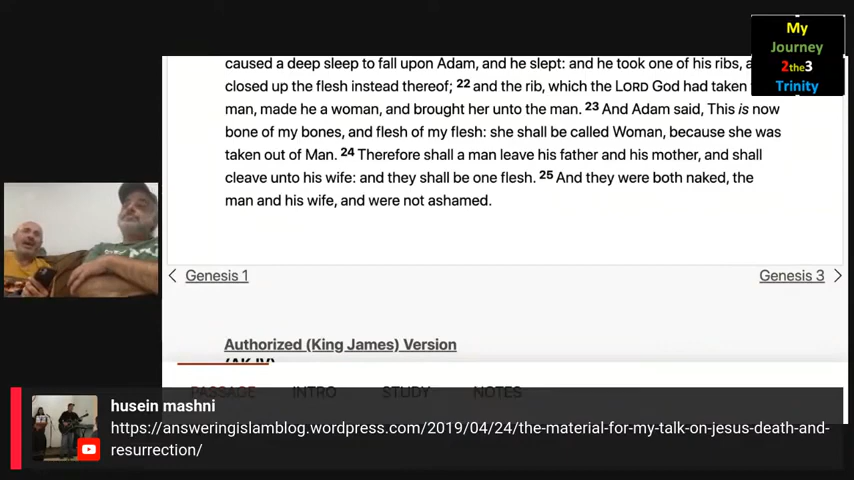 My
Journey
2the3
Trinity
caused a deep sleep to fall upon Adam, and he slept: and he took one of his ribs,
closed up the flesh instead thereof; 22 and the rib, which the LORD God had taken
man, made he a woman, and brought her unto the man. 23 And Adam said, This is now
bone of my bones, and flesh of my flesh: she shall be called Woman, because she was
taken out of Man. 24 Therefore shall a man leave his father and his mother, and shall
cleave unto his wife: and they shall be one flesh. 25 And they were both naked, the
man and his wife, and were not ashamed.
Genesis 1
Genesis 3
Authorized (King James) Version
(AKJV)
PASSAGE INTRO STUDY NOTES
husein mashni
https://answeringislamblog.wordpress.com/2019/04/24/the-material-for-my-talk-on-jesus-death-and-
resurrection/